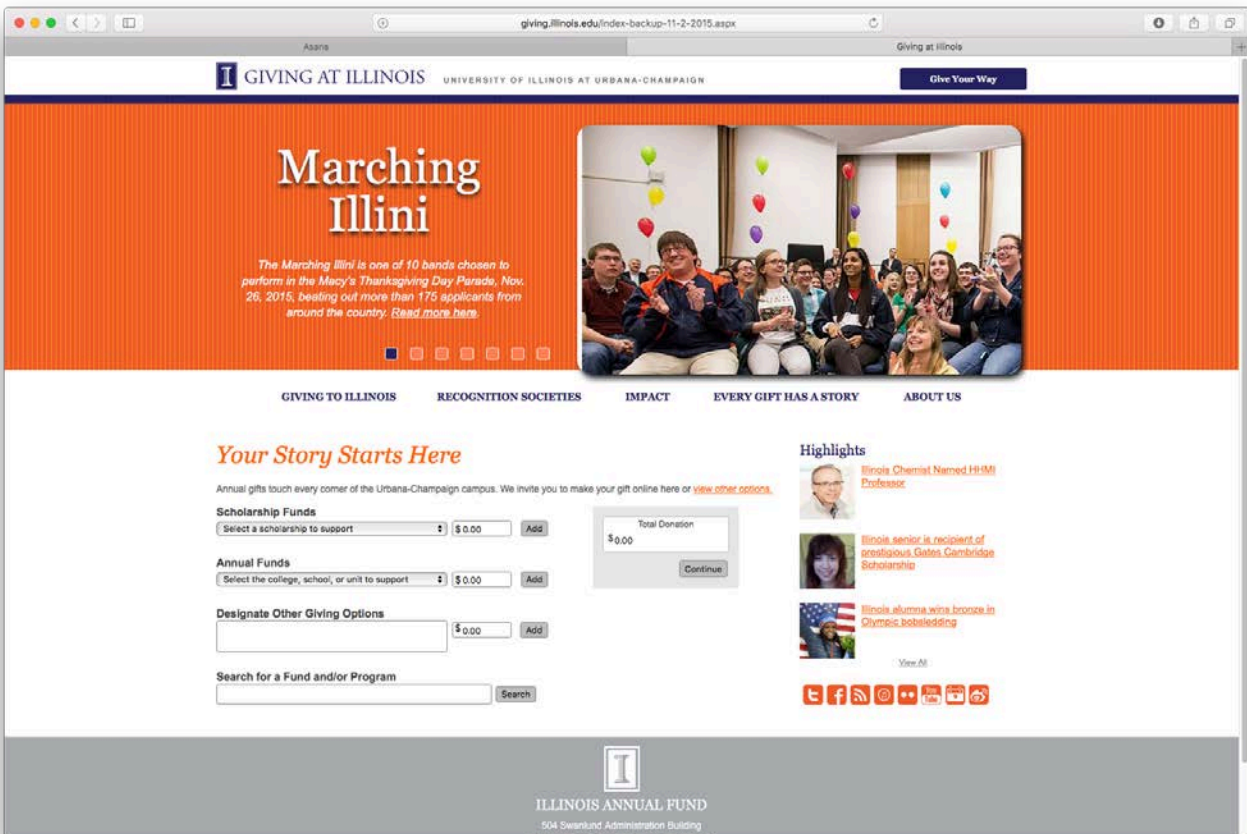 giving.illinois.edu/index-backup-11-2-2015.aspx
Asana
Giving at Illinois
I GIVING AT ILLINOIS UNIVERSITY OF ILLINOIS AT URBANA-CHAMPAIGN
Give Your Way
Marching
Illini
The Marching Illini is one of 10 bands chosen to
perform in the Macy's Thanksgiving Day Parade, Nov.
26, 2015, beating out more than 175 applicants from
around the country. Read more here.
GIVING TO ILLINOIS RECOGNITION SOCIETIES IMPACT EVERY GIFT HAS A STORY ABOUT US
Your Story Starts Here
Annual gifts touch every corner of the Urbana-Champaign campus. We invite you to make your gift online here or view other options.
Scholarship Funds
Select a scholarship to support $ 0.00 Add
Annual Funds
Select the college, school, or unit to support $ 0.00 Add
Designate Other Giving Options
$ 0.00 Add
Search for a Fund and/or Program
Search
Total Donation
$ 0.00
Continue
Highlights
Illinois Chemist Named HHMI
Professor
Illinois senior is recipient of
prestigious Gates Cambridge
Scholarship
Illinois alumna wins bronze in
Olympic bobsledding
View All
You
Tube
I
ILLINOIS ANNUAL FUND
504 Swanlund Administration Building